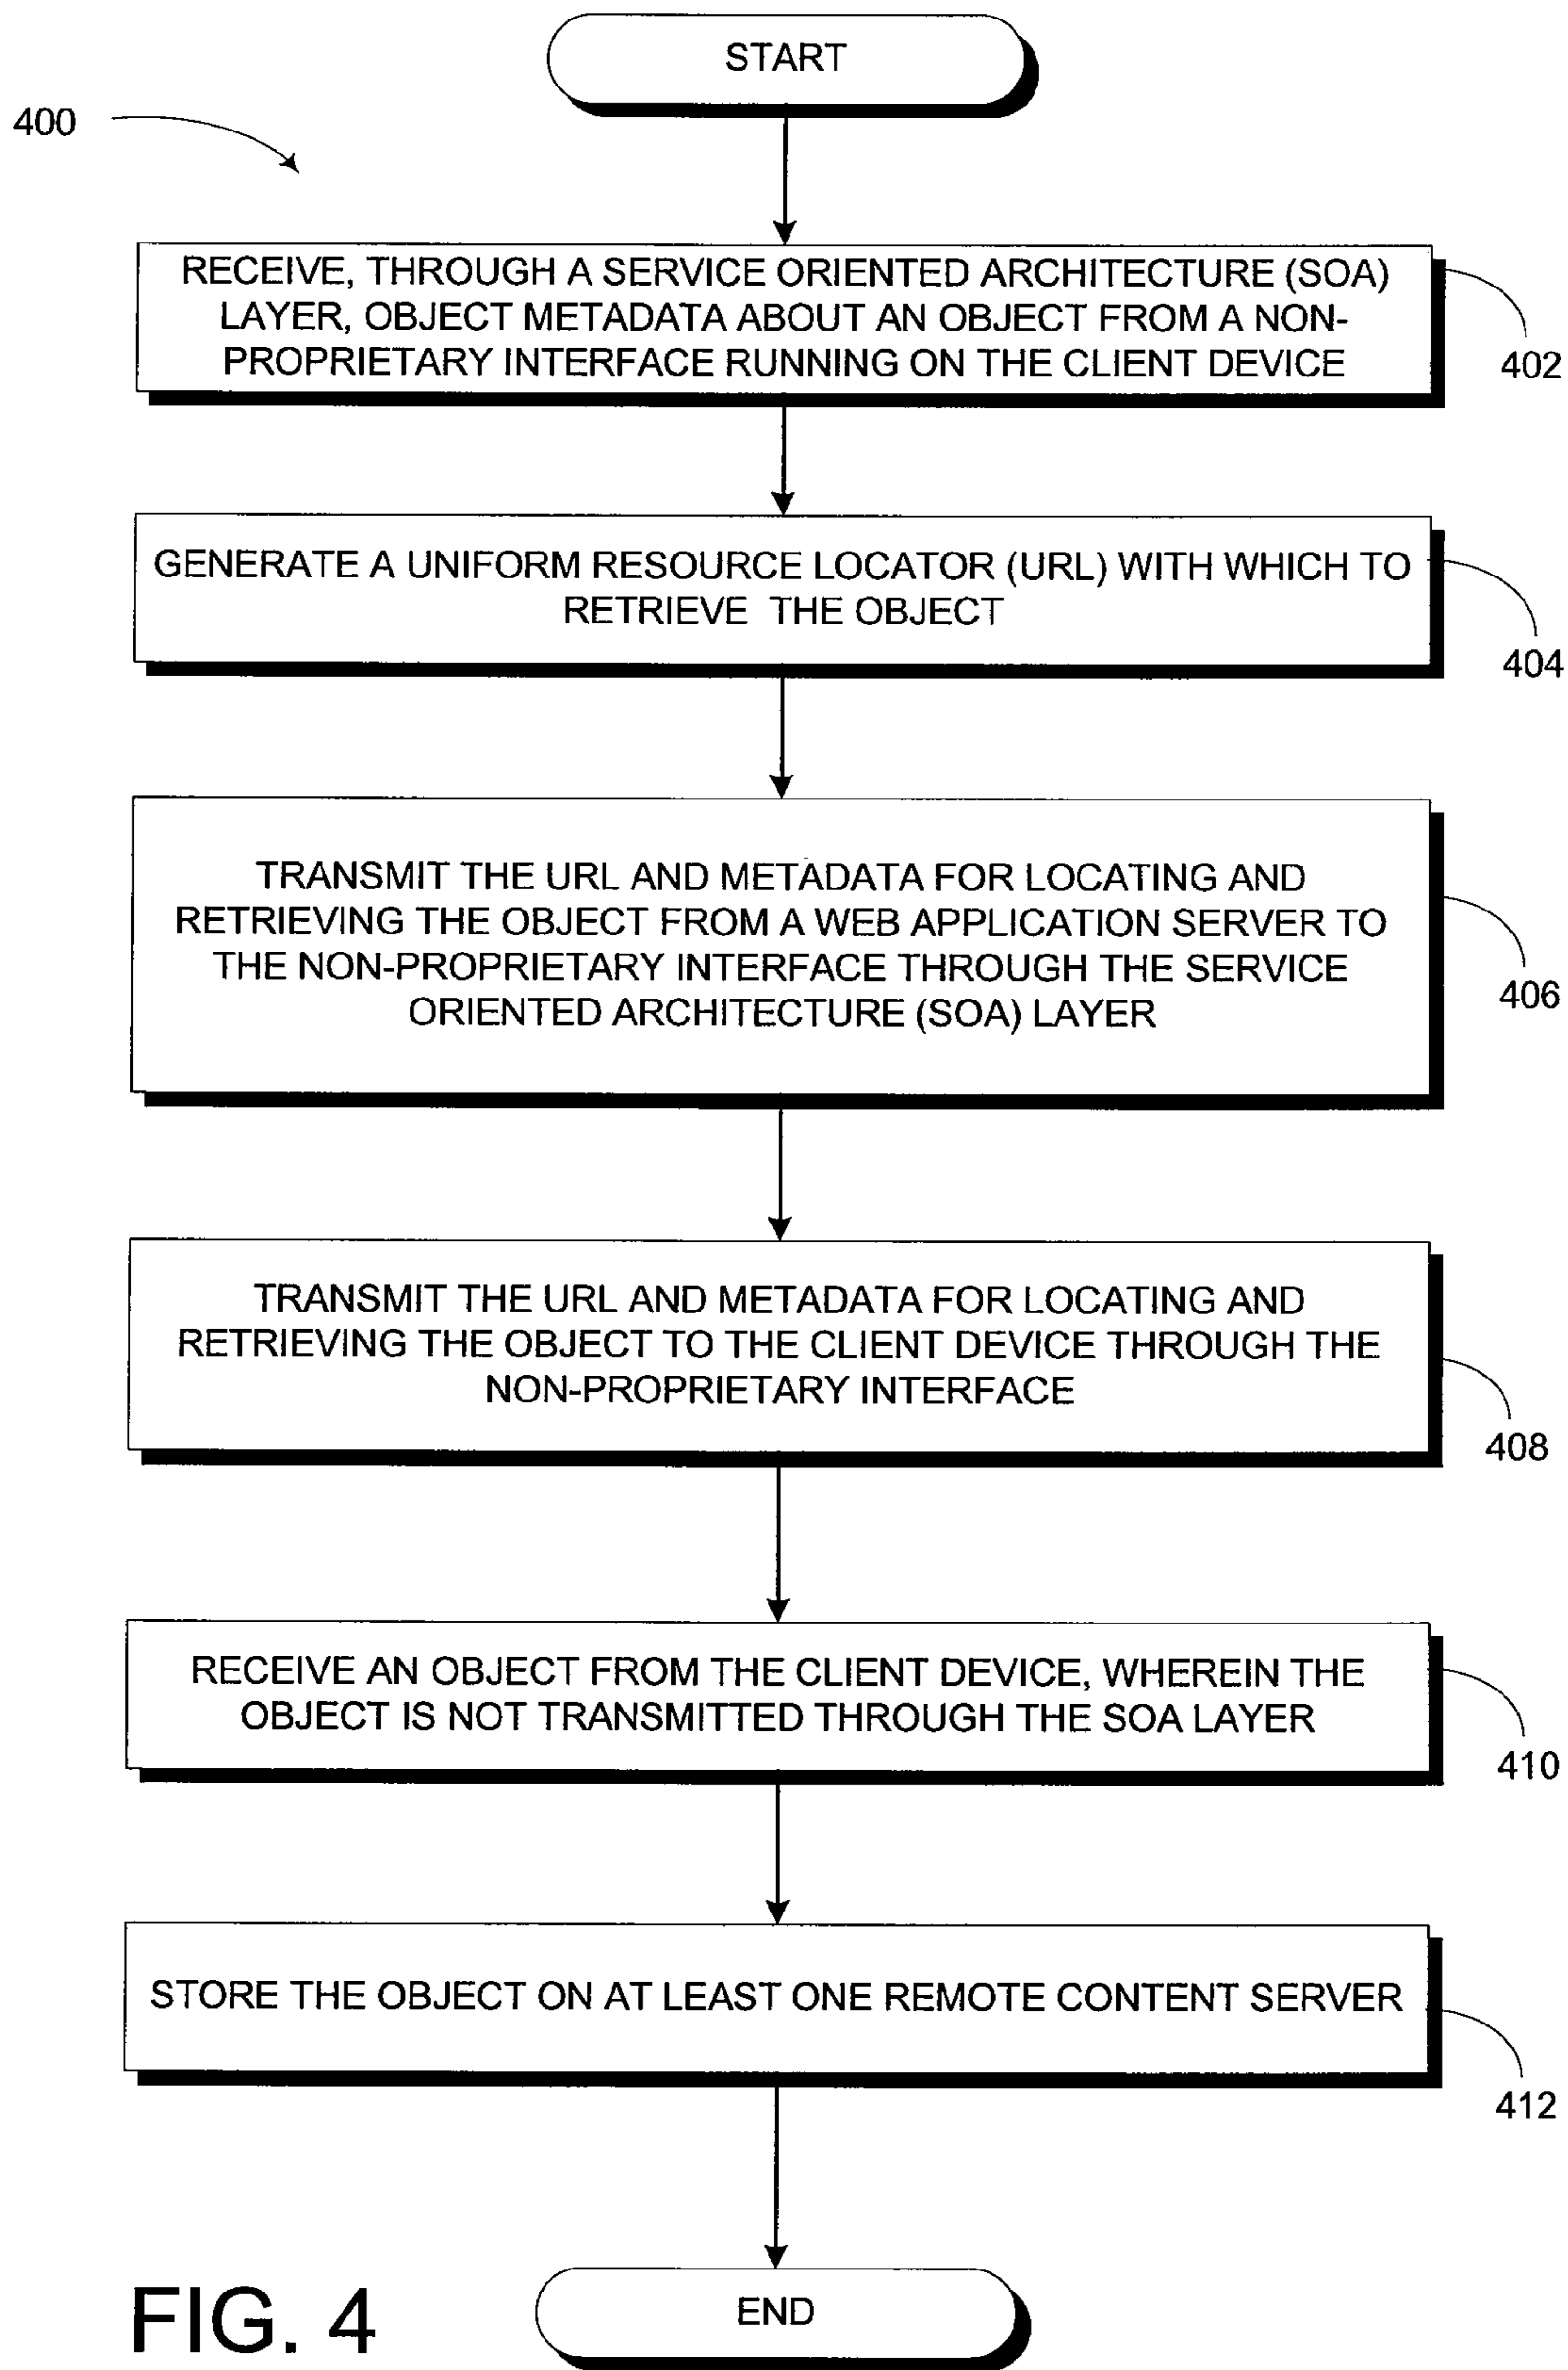 START
400
RECEIVE, THROUGH A SERVICE ORIENTED ARCHITECTURE (SOA)
LAYER, OBJECT METADATA ABOUT AN OBJECT FROM A NON-
PROPRIETARY INTERFACE RUNNING ON THE CLIENT DEVICE
402
GENERATE A UNIFORM RESOURCE LOCATOR (URL) WITH WHICH TO
RETRIEVE THE OBJECT
404
TRANSMIT THE URL AND METADATA FOR LOCATING AND
RETRIEVING THE OBJECT FROM A WEB APPLICATION SERVER TO
THE NON-PROPRIETARY INTERFACE THROUGH THE SERVICE
ORIENTED ARCHITECTURE (SOA) LAYER
406
TRANSMIT THE URL AND METADATA FOR LOCATING AND
RETRIEVING THE OBJECT TO THE CLIENT DEVICE THROUGH THE
NON-PROPRIETARY INTERFACE
408
RECEIVE AN OBJECT FROM THE CLIENT DEVICE, WHEREIN THE
OBJECT IS NOT TRANSMITTED THROUGH THE SOA LAYER
410
STORE THE OBJECT ON AT LEAST ONE REMOTE CONTENT SERVER
412
END
FIG. 4